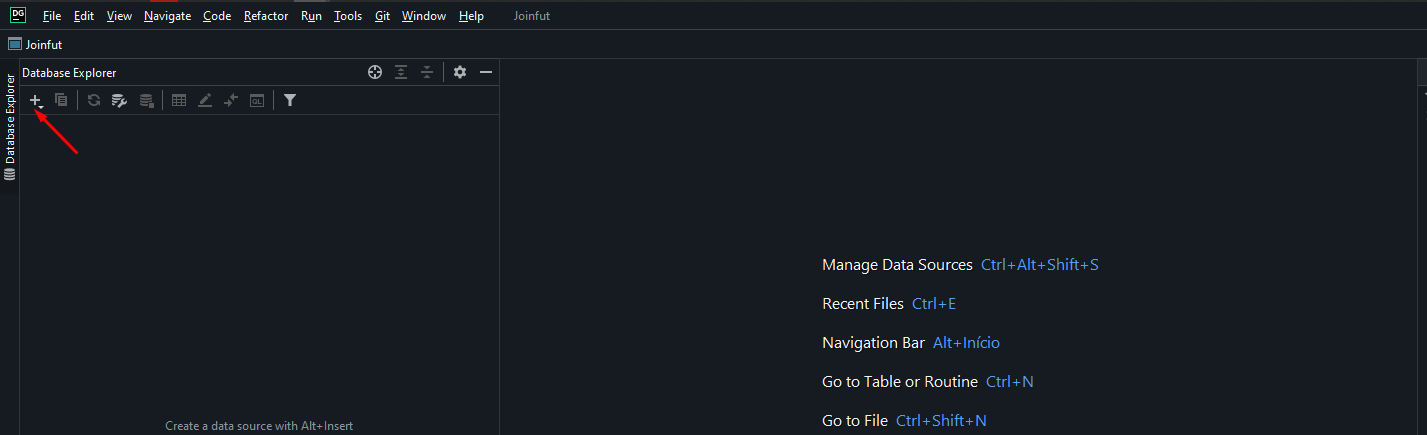 DG File Edit View Navigate Code Refactor Run Tools Git Window Help Joinfut
Joinfut
Database Explorer
Database Explorer
QL
Manage Data Sources Ctrl+Alt+Shift+S
Recent Files Ctrl+E
Navigation Bar Alt+Início
Go to Table or Routine Ctrl+N
Go to File Ctrl+Shift+N
Create a data source with Alt+Insert